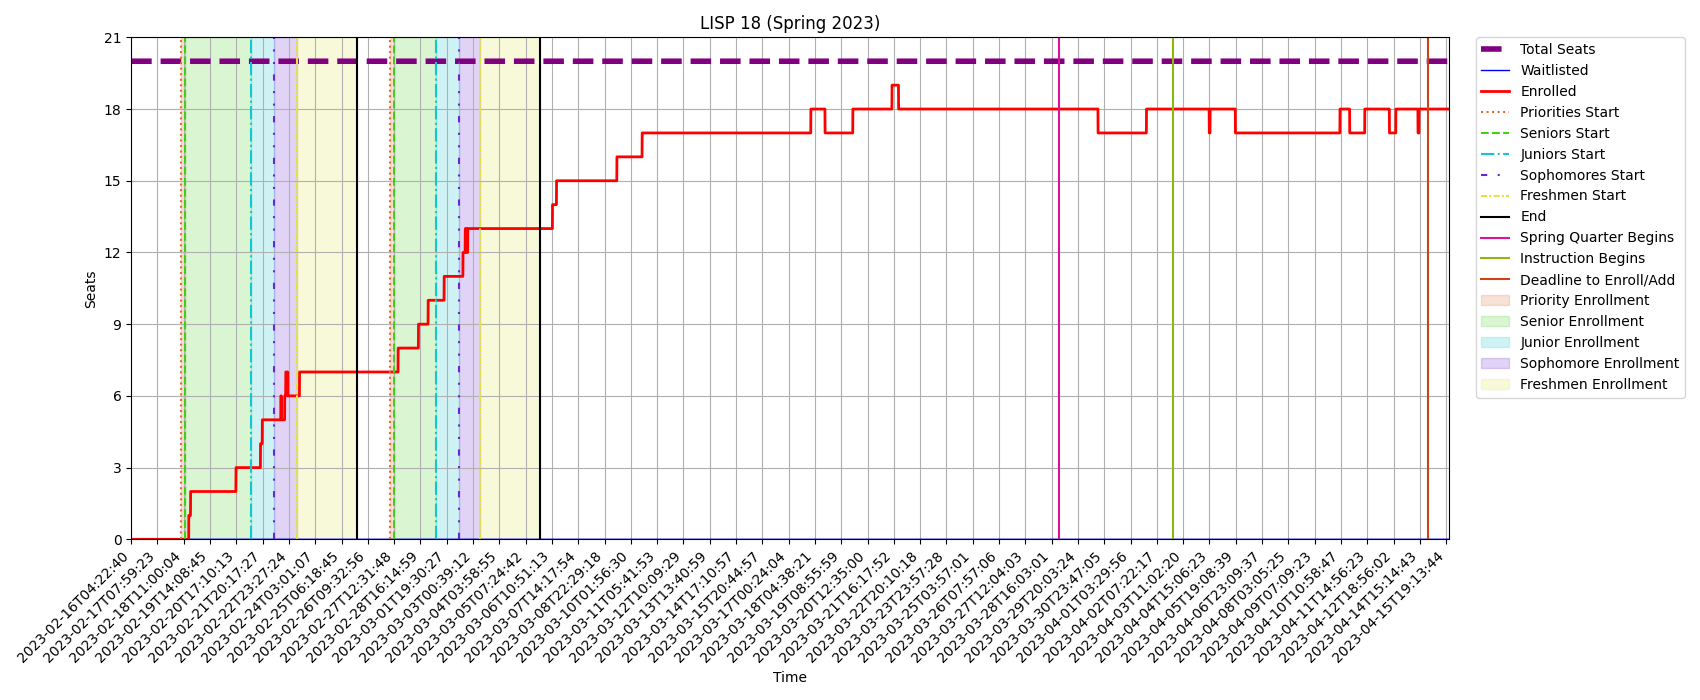 LISP 18 (Spring 2023)
21
18
15
12
9
6
3
0
Seats
2023-02-16T04:22:40
2023-02-17T07:59:23
2023-02-18T11:00:04
2023-02-19T14:08:45
2023-02-20T17:10:13
2023-02-21T20:17:27
2023-02-22T23:27:24
2023-02-24T03:01:07
2023-02-25T06:18:45
2023-02-26T09:32:56
2023-02-27T12:31:48
2023-02-28T16:14:59
2023-03-01T19:30:27
2023-03-03T00:39:12
2023-03-04T03:58:55
2023-03-05T07:24:42
2023-03-06T10:51:13
2023-03-07T14:17:54
2023-03-08T22:29:18
2023-03-10T01:56:30
2023-03-11T05:41:53
2023-03-12T10:09:29
2023-03-13T13:40:59
2023-03-14T17:10:57
2023-03-15T20:44:57
2023-03-17T00:24:04
2023-03-18T04:38:21
2023-03-19T08:55:59
2023-03-20T12:35:00
2023-03-21T16:17:52
2023-03-22T20:10:18
2023-03-23T23:57:28
2023-03-25T03:57:01
2023-03-26T07:57:06
2023-03-27T12:04:03
2023-03-28T16:03:01
2023-03-29T20:03:24
2023-03-30T23:47:05
2023-04-01T03:29:56
2023-04-02T07:22:17
2023-04-03T11:02:20
2023-04-04T15:06:23
2023-04-05T19:08:39
2023-04-06T23:09:37
2023-04-08T03:05:25
2023-04-09T07:09:23
2023-04-10T10:58:47
2023-04-11T14:56:23
2023-04-12T18:56:02
2023-04-14T15:14:43
2023-04-15T19:13:44
Time
Total Seats
Waitlisted
Enrolled
Priorities Start
Seniors Start
Juniors Start
Sophomores Start
Freshmen Start
End
Spring Quarter Begins
Instruction Begins
Deadline to Enroll/Add
Priority Enrollment
Senior Enrollment
Junior Enrollment
Sophomore Enrollment
Freshmen Enrollment